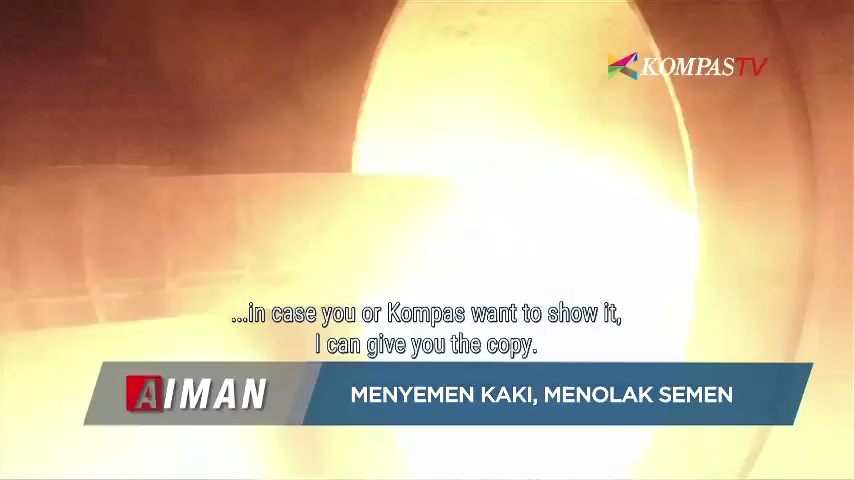 KOMPASTV
...in case you or Kompas want to show it,
I can give you the copy.
AIMAN
MENYEMEN KAKI, MENOLAK SEMEN